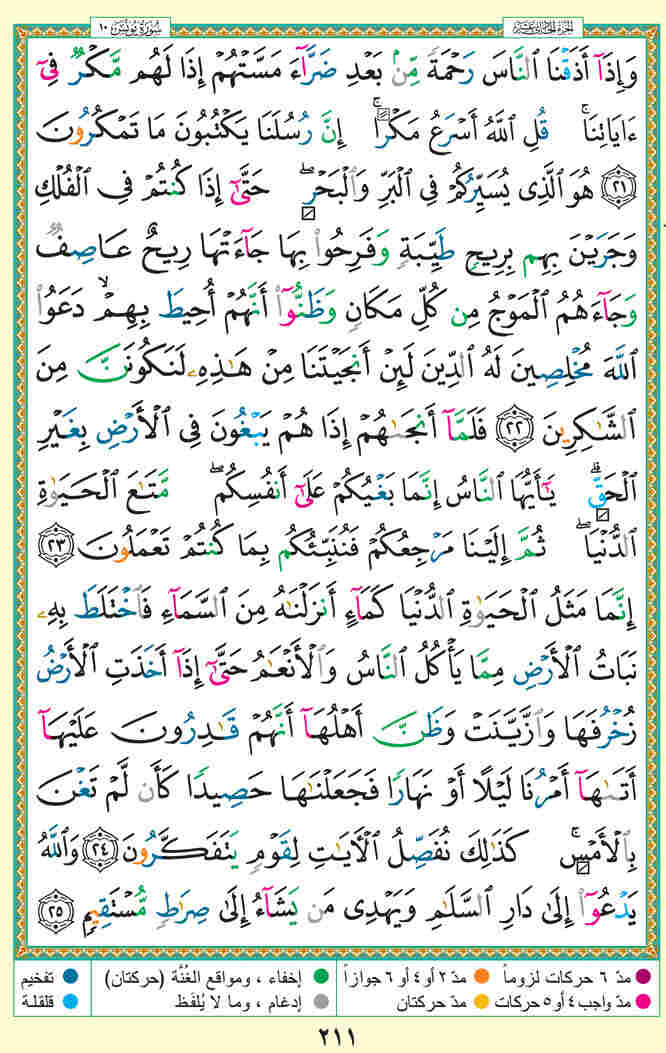 سُورَةُ يُونُسَ ١٠
الجزء الحادي عشر
وَإِذَآ أَذَقْنَا ٱلنَّاسَ رَحْمَةً مِّنۢ بَعْدِ ضَرَّآءَ مَسَّتْهُمْ إِذَا لَهُم مَّكْرٌ فِىٓ
ءَايَاتِنَا ۚ قُلِ ٱللَّهُ أَسْرَعُ مَكْرًا ۚ إِنَّ رُسُلَنَا يَكْتُبُونَ مَا تَمْكُرُونَ
﴿٢١﴾ هُوَ ٱلَّذِى يُسَيِّرُكُمْ فِى ٱلْبَرِّ وَٱلْبَحْرِ ۖ حَتَّىٰٓ إِذَا كُنتُمْ فِى ٱلْفُلْكِ
وَجَرَيْنَ بِهِم بِرِيحٍ طَيِّبَةٍ وَفَرِحُوا۟ بِهَا جَآءَتْهَا رِيحٌ عَاصِفٌ
وَجَآءَهُمُ ٱلْمَوْجُ مِن كُلِّ مَكَانٍ وَظَنُّوٓا۟ أَنَّهُمْ أُحِيطَ بِهِمْ ۙ دَعَوُا۟
ٱللَّهَ مُخْلِصِينَ لَهُ ٱلدِّينَ لَئِنْ أَنجَيْتَنَا مِنْ هَـٰذِهِۦ لَنَكُونَنَّ مِنَ
ٱلشَّـٰكِرِينَ ﴿٢٢﴾ فَلَمَّآ أَنجَىٰهُمْ إِذَا هُمْ يَبْغُونَ فِى ٱلْأَرْضِ بِغَيْرِ
ٱلْحَقِّ ۗ يَـٰٓأَيُّهَا ٱلنَّاسُ إِنَّمَا بَغْيُكُمْ عَلَىٰٓ أَنفُسِكُم ۖ مَّتَـٰعَ ٱلْحَيَوٰةِ
ٱلدُّنْيَا ۖ ثُمَّ إِلَيْنَا مَرْجِعُكُمْ فَنُنَبِّئُكُم بِمَا كُنتُمْ تَعْمَلُونَ ﴿٢٣﴾
إِنَّمَا مَثَلُ ٱلْحَيَوٰةِ ٱلدُّنْيَا كَمَآءٍ أَنزَلْنَـٰهُ مِنَ ٱلسَّمَآءِ فَٱخْتَلَطَ بِهِۦ
نَبَاتُ ٱلْأَرْضِ مِمَّا يَأْكُلُ ٱلنَّاسُ وَٱلْأَنْعَـٰمُ حَتَّىٰٓ إِذَآ أَخَذَتِ ٱلْأَرْضُ
زُخْرُفَهَا وَٱزَّيَّنَتْ وَظَنَّ أَهْلُهَآ أَنَّهُمْ قَـٰدِرُونَ عَلَيْهَآ
أَتَىٰهَآ أَمْرُنَا لَيْلًا أَوْ نَهَارًا فَجَعَلْنَـٰهَا حَصِيدًا كَأَن لَّمْ تَغْنَ
بِٱلْأَمْسِ ۚ كَذَٰلِكَ نُفَصِّلُ ٱلْـَٔايَـٰتِ لِقَوْمٍ يَتَفَكَّرُونَ ﴿٢٤﴾ وَٱللَّهُ
يَدْعُوٓا۟ إِلَىٰ دَارِ ٱلسَّلَـٰمِ وَيَهْدِى مَن يَشَآءُ إِلَىٰ صِرَٰطٍ مُّسْتَقِيمٍ ﴿٢٥﴾
مدّ ٦ حركات لزوماً
مدّ ٢ أو ٤ أو ٦ جوازاً
إخفاء ، ومواقع الغُنَّة (حركتان)
تفخيم
مدّ واجب ٤ أو ٥ حركات
مدّ حركتان
إدغام ، وما لا يُلفَظ
قلقلة
٢١١